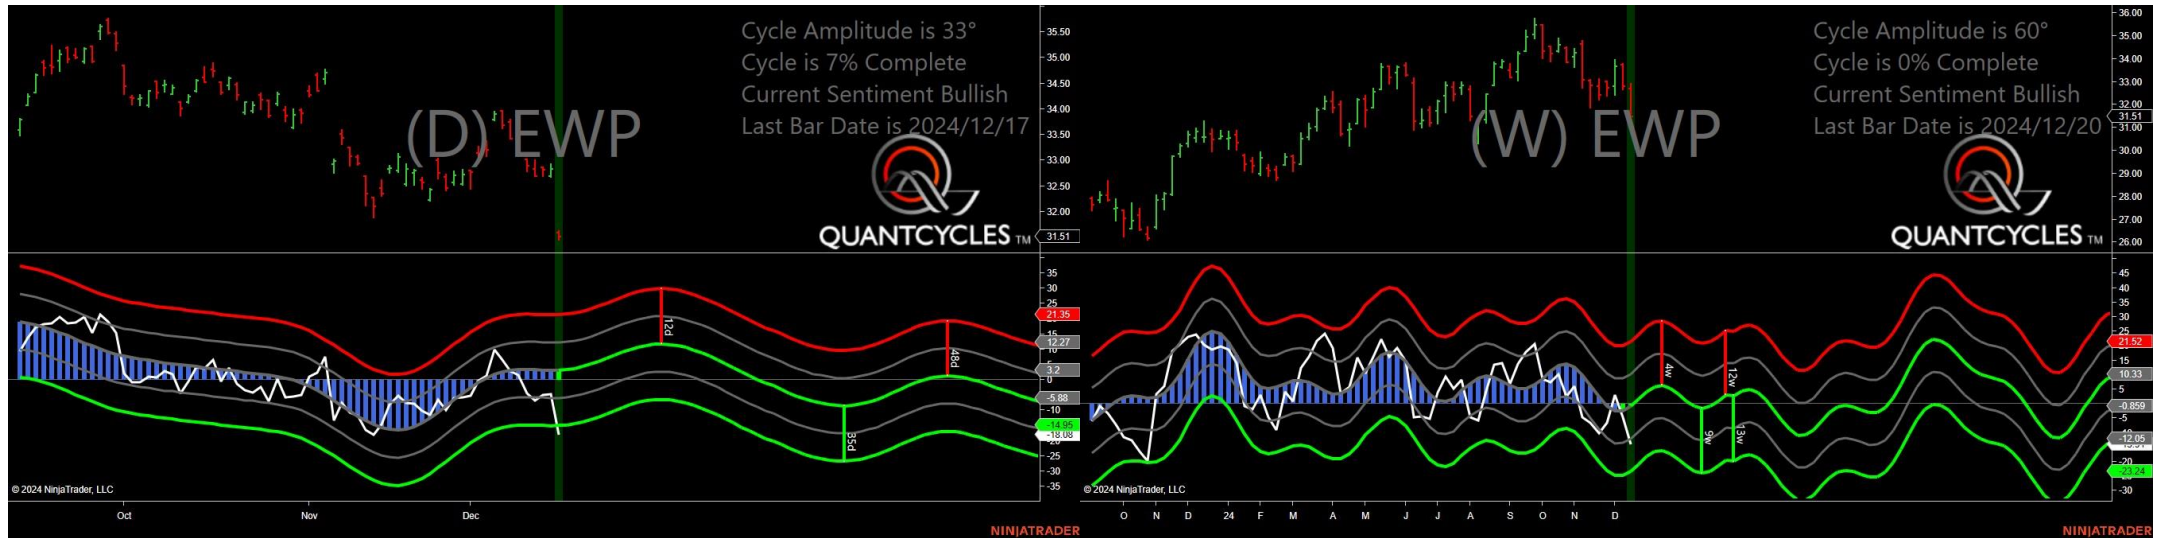 Cycle Amplitude is 33°
Cycle is 7% Complete
Current Sentiment Bullish
Last Bar Date is 2024/12/17
(D) EWP
QUANTCYCLES TM
35.50
35.00
34.50
34.00
33.50
33.00
32.50
32.00
31.51
35
30
21.35
15
12.27
3.2
0
-5.88
-10
-14.95
-18.08
-25
-30
-35
12d
35d
48d
© 2024 NinjaTrader, LLC
Oct Nov Dec
NINJATRADER
Cycle Amplitude is 60°
Cycle is 0% Complete
Current Sentiment Bullish
Last Bar Date is 2024/12/20
(W) EWP
QUANTCYCLES TM
36.00
35.00
34.00
33.00
32.00
31.51
31.00
30.00
29.00
28.00
27.00
26.00
45
40
35
30
25
21.52
15
10.33
5
-0.859
-5
-12.05
-23.24
-30
4w
9w
12w
13w
© 2024 NinjaTrader, LLC
O N D 24 F M A M J J A S O N D
NINJATRADER